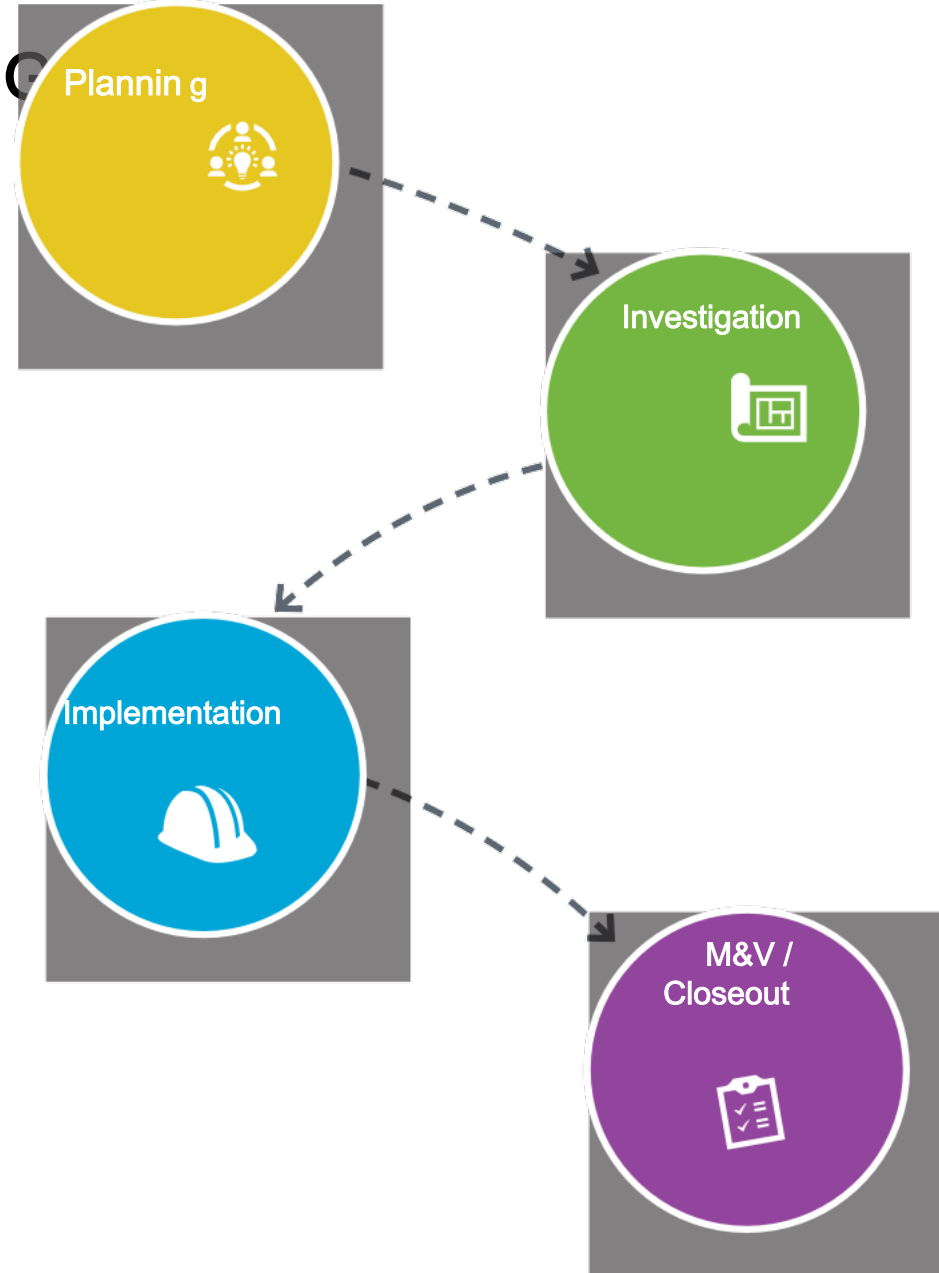 G
Plannin g
Investigation
Implementation
M&V /
Closeout